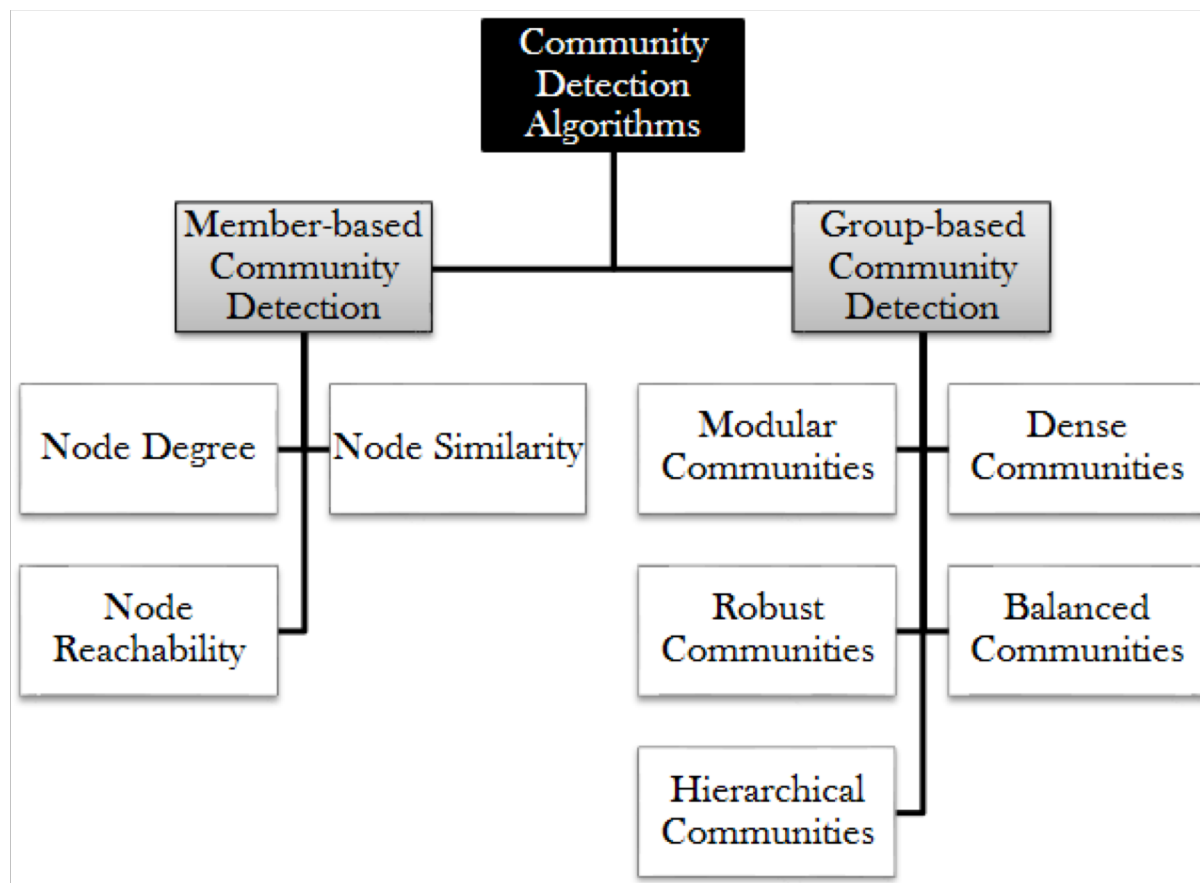 Community
Detection
Algorithms
Member-based
Community
Detection
Group-based
Community
Detection
Node Degree
Node Similarity
Modular
Communities
Dense
Communities
Node
Reachability
Robust
Communities
Balanced
Communities
Hierarchical
Communities